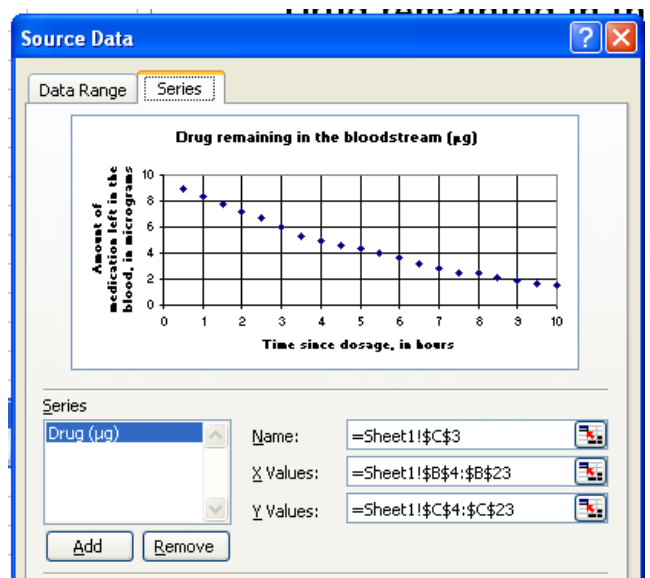 Drug remaining in
Source Data
Data Range Series
Drug remaining in the bloodstream (µg)
Amount of
medication left in the
blood, in micrograms
10
8
6
4
2
0
0 1 2 3 4 5 6 7 8 9 10
Time since dosage, in hours
Series
Drug (µg)
Name: =Sheet1!$C$3
X Values: =Sheet1!$B$4:$B$23
Y Values: =Sheet1!$C$4:$C$23
Add Remove